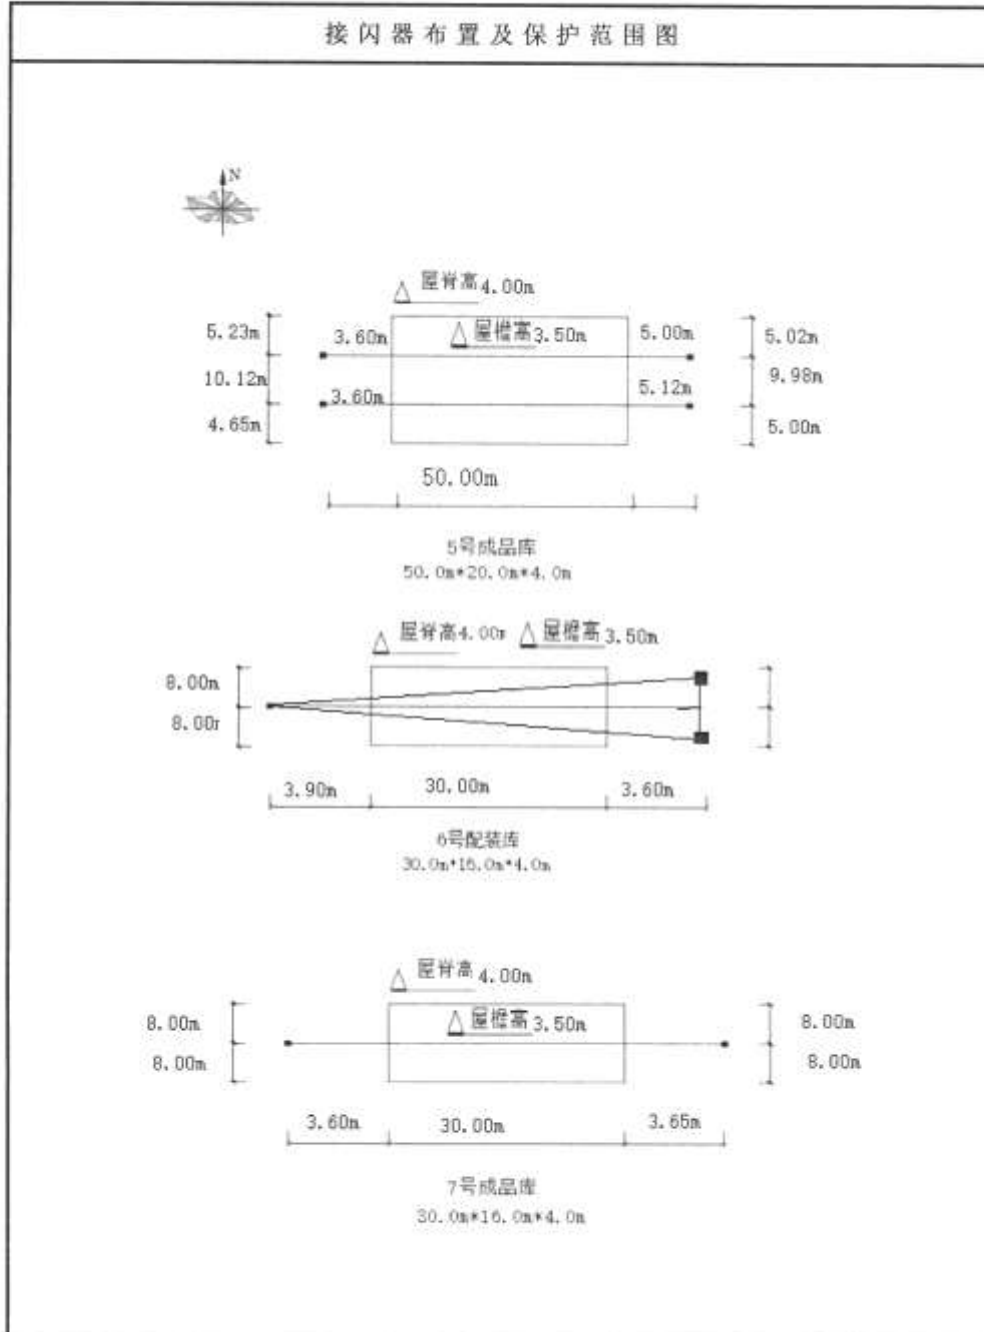 接闪器布置及保护范围图
N
屋脊高4.00m
5.23m 3.60m 屋檐高3.50m 5.00m 5.02m
10.12m 9.98m
3.60m 5.12m
4.65m 5.00m
50.00m
5号成品库
50.0m*20.0m*4.0m
屋脊高4.00m 屋檐高3.50m
8.00m
8.00m
3.90m 30.00m 3.60m
6号配装库
30.0m*16.0m*4.0m
屋脊高4.00m
8.00m 屋檐高3.50m 8.00m
8.00m 8.00m
3.60m 30.00m 3.65m
7号成品库
30.0m*16.0m*4.0m